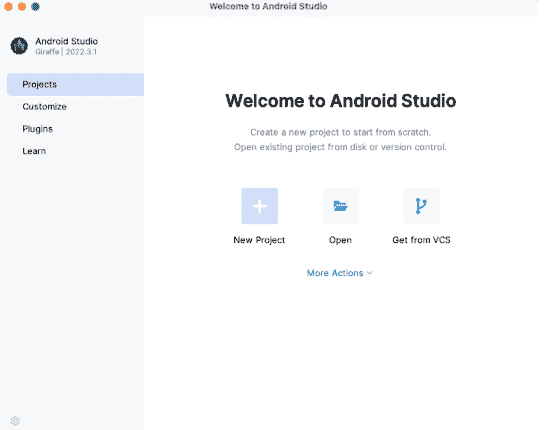 Welcome to Android Studio
Android Studio
Giraffe | 2022.3.1
Projects
Customize
Plugins
Learn
Welcome to Android Studio
Create a new project to start from scratch.
Open existing project from disk or version control.
New Project
Open
Get from VCS
More Actions